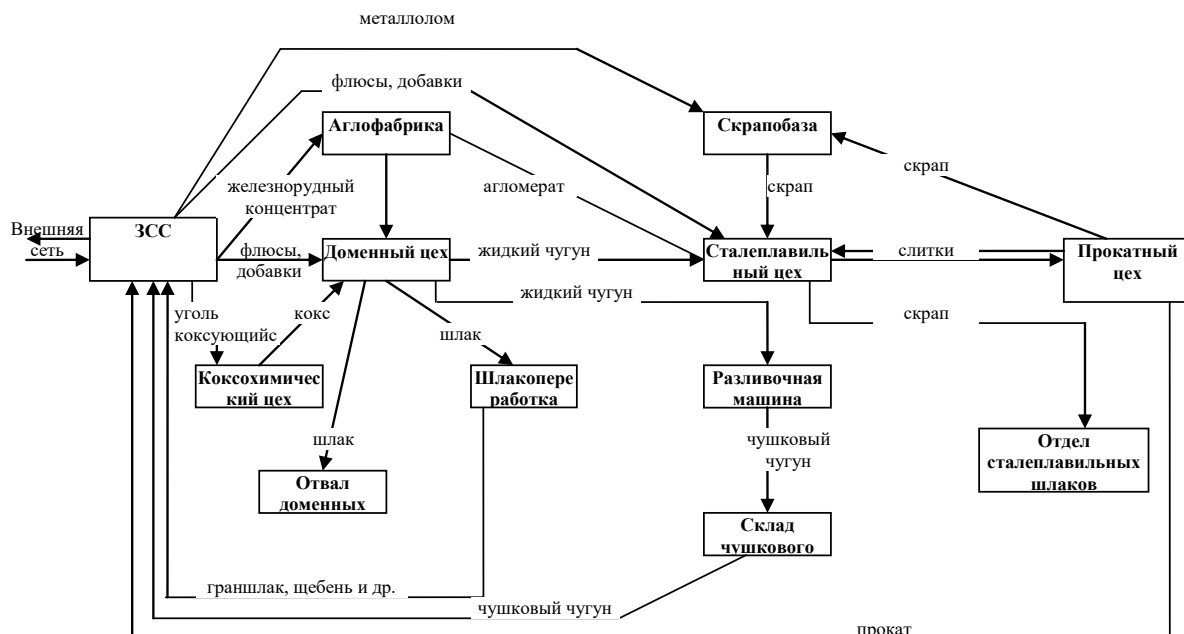 металлолом
флюсы, добавки
Аглофабрика
Скрапобаза
скрап
железнорудный
концентрат
агломерат
скрап
Внешняя
сеть
ЗСС
флюсы,
добавки
Доменный цех
жидкий чугун
Сталеплавиль
ный цех
слитки
Прокатный
цех
жидкий чугун
уголь
коксующийс
кокс
шлак
скрап
Коксохимичес
кий цех
Шлакопере
работка
Разливочная
машина
шлак
чушковый
чугун
Отдел
сталеплавильных
шлаков
Отвал
доменных
Склад
чушкового
граншлак, щебень и др.
чушковый чугун
прокат